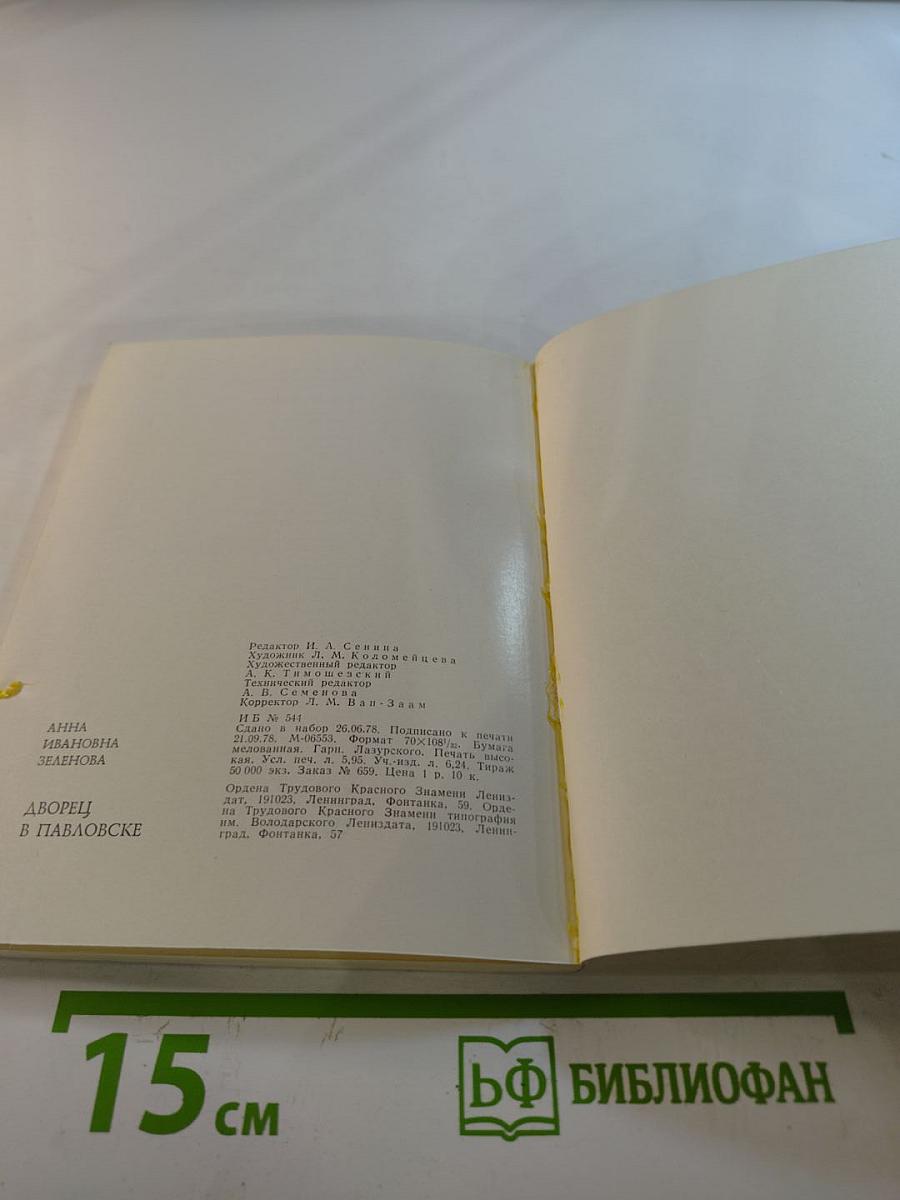 Редактор И. А. Сенина
Художник Л. М. Коломейцева
Художественный редактор
А. К. Тимошевский
Технический редактор
А. В. Семенова
Корректор Л. М. Ван-Заам
ИБ № 544
Сдано в набор 26.06.78. Подписано к печати
21.09.78. М-06553. Формат 70×108¹/₃₂. Бумага
мелованная. Гарн. Лазурского. Печать высо-
кая. Усл. печ. л. 5,95. Уч.-изд. л. 6,24. Тираж
50 000 экз. Заказ № 659. Цена 1 р. 10 к.
Ордена Трудового Красного Знамени Лениз-
дат, 191023, Ленинград, Фонтанка, 59. Орде-
на Трудового Красного Знамени типография
им. Володарского Лениздата, 191023, Ленин-
град, Фонтанка, 57
АННА
ИВАНОВНА
ЗЕЛЕНОВА
ДВОРЕЦ
В ПАВЛОВСКЕ
15 см
БФ БИБЛИОФАН